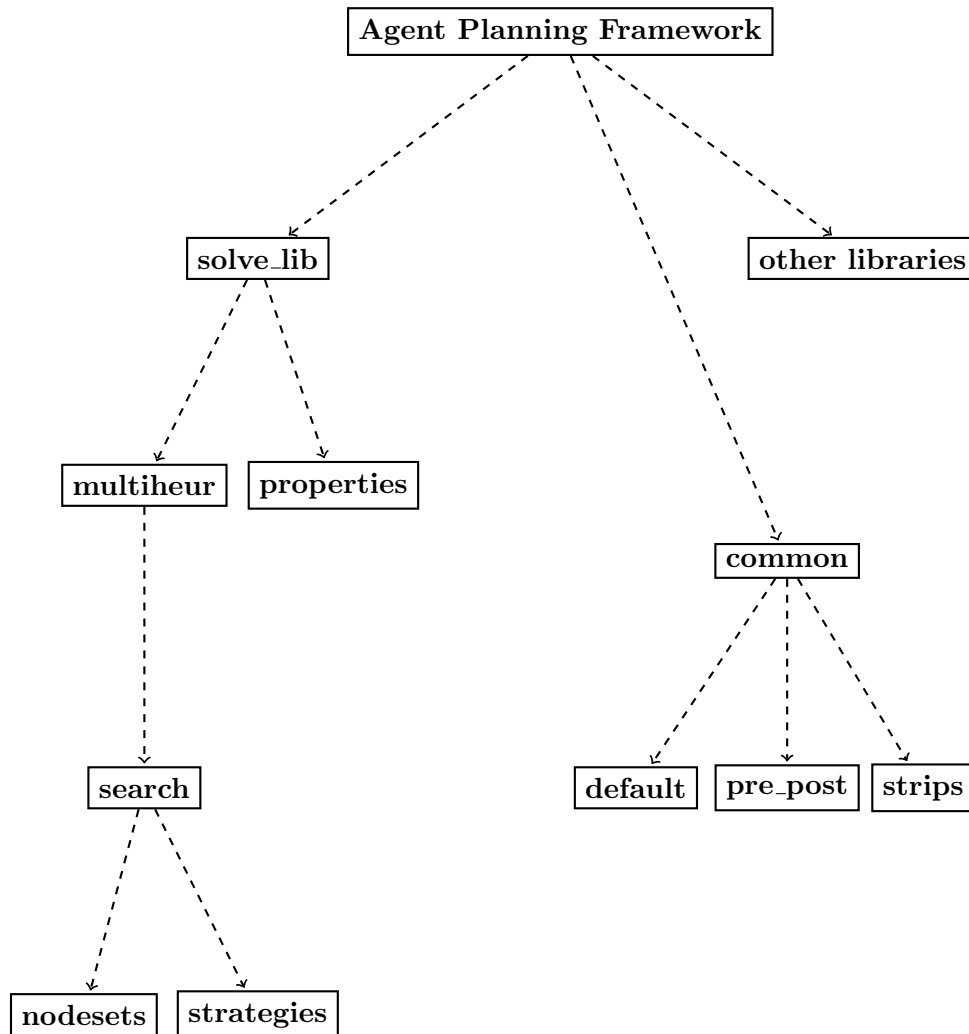 Agent Planning Framework
solve_lib
other libraries
multiheur
properties
common
search
default
pre_post
strips
nodesets
strategies